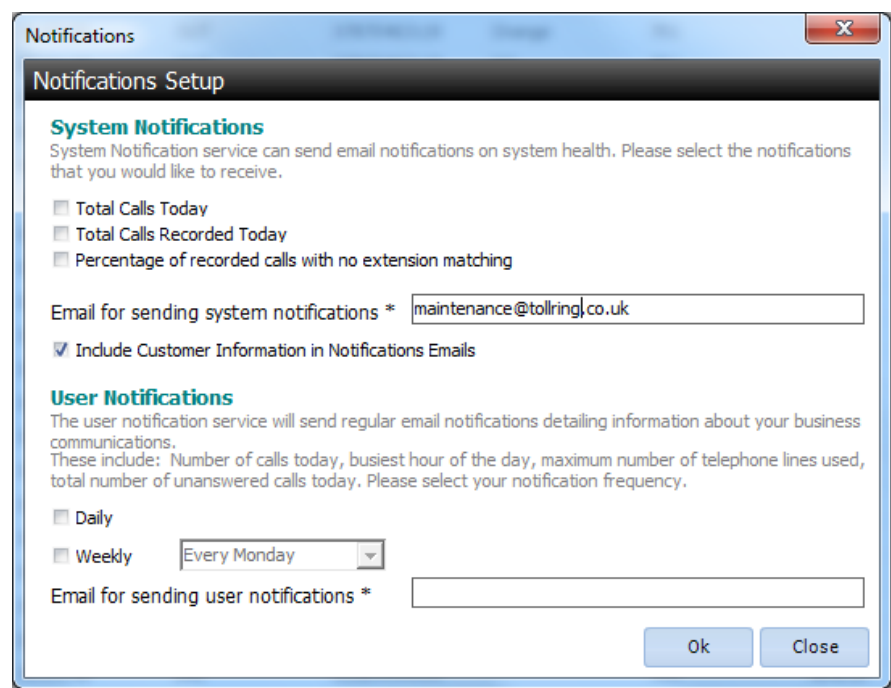 Notifications
Notifications Setup
System Notifications
System Notification service can send email notifications on system health. Please select the notifications
that you would like to receive.
Total Calls Today
Total Calls Recorded Today
Percentage of recorded calls with no extension matching
Email for sending system notifications * maintenance@tollring.co.uk
Include Customer Information in Notifications Emails
User Notifications
The user notification service will send regular email notifications detailing information about your business
communications.
These include: Number of calls today, busiest hour of the day, maximum number of telephone lines used,
total number of unanswered calls today. Please select your notification frequency.
Daily
Weekly Every Monday
Email for sending user notifications *
Ok Close